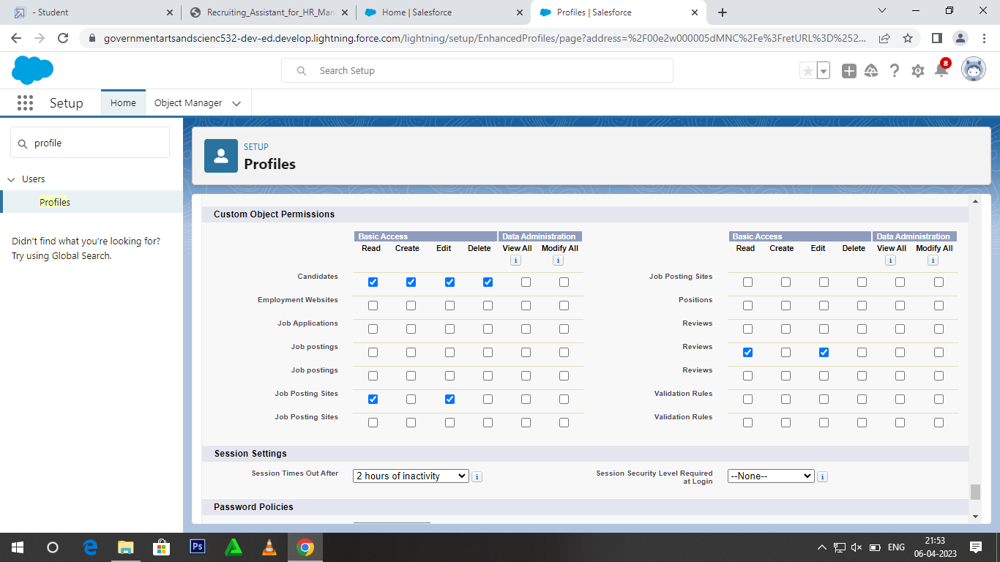 - Student
Recruiting_Assistant_for_HR_Man
Home | Salesforce
Profiles | Salesforce
governmentartsandscienc532-dev-ed.develop.lightning.force.com/lightning/setup/EnhancedProfiles/page?address=%2F00e2w000005dMNC%2Fe%3FretURL%3D%252...
Search Setup
8
Setup
Home
Object Manager
profile
Users
Profiles
Didn't find what you're looking for?
Try using Global Search.
SETUP
Profiles
Custom Object Permissions
Basic Access Data Administration
Read Create Edit Delete View All Modify All
Candidates
Employment Websites
Job Applications
Job postings
Job postings
Job Posting Sites
Job Posting Sites
Basic Access Data Administration
Read Create Edit Delete View All Modify All
Job Posting Sites
Positions
Reviews
Reviews
Reviews
Validation Rules
Validation Rules
Session Settings
Session Times Out After
2 hours of inactivity
Session Security Level Required
at Login
--None--
Password Policies
Ps
ENG
21:53
06-04-2023